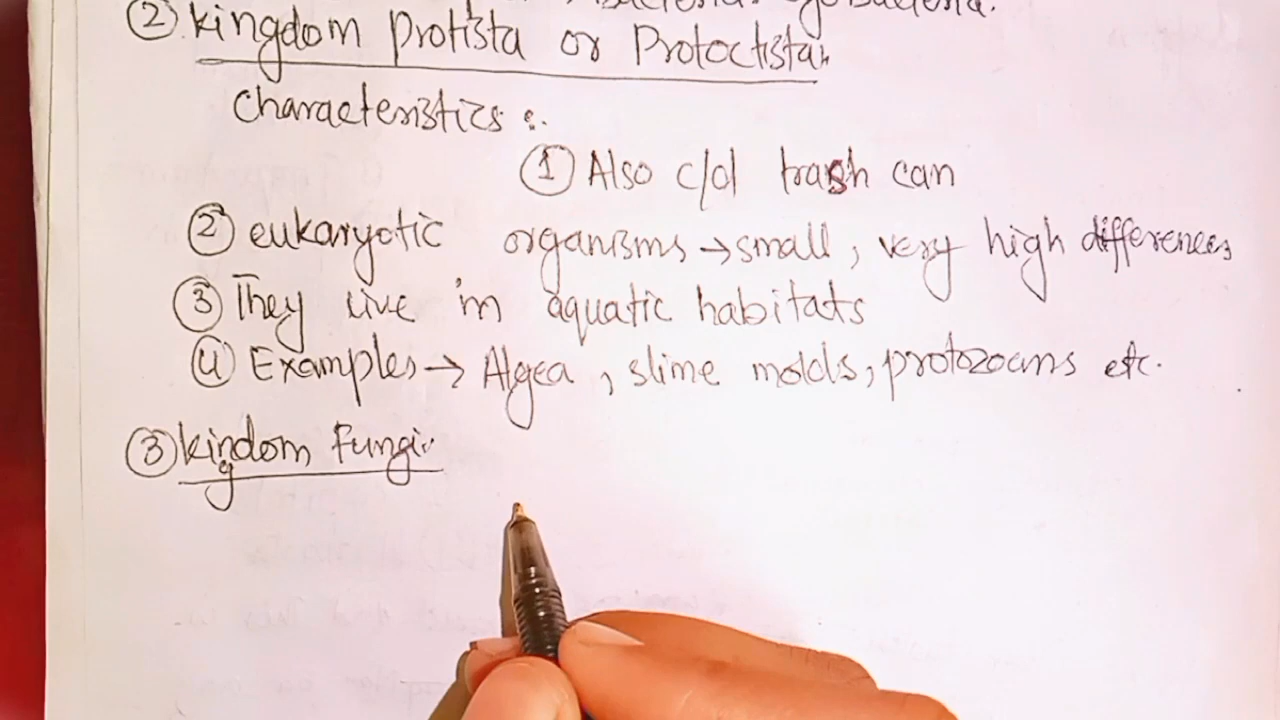 ② Kingdom Protista or Protoctista
Characteristics :-
① Also c/d trash can
② eukaryotic organisms → small, very high differences
③ They live in aquatic habitats
④ Examples → Algea, slime molds, protozoans etc.
③ Kingdom Fungi